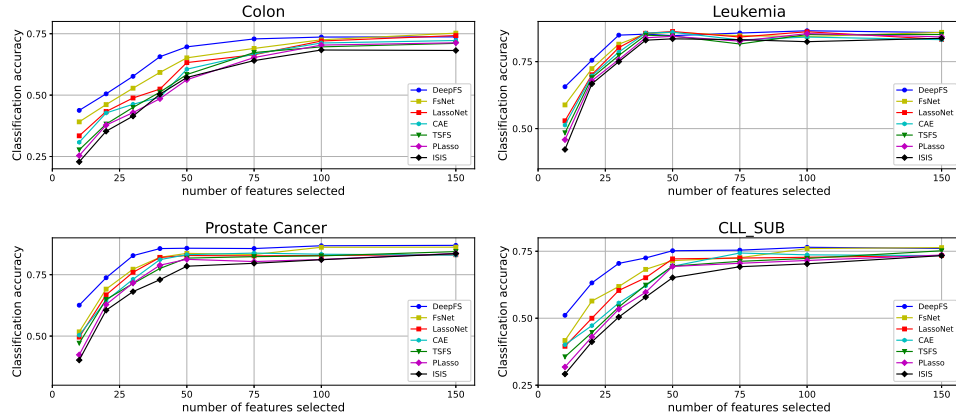 Colon
Classification accuracy
0.75
0.50
0.25
0 25 50 75 100 125 150
number of features selected
DeepFS
FsNet
LassoNet
CAE
TSFS
PLasso
ISIS
Leukemia
Classification accuracy
0.75
0.50
0 25 50 75 100 125 150
number of features selected
DeepFS
FsNet
LassoNet
CAE
TSFS
PLasso
ISIS
Prostate Cancer
Classification accuracy
0.75
0.50
0 25 50 75 100 125 150
number of features selected
DeepFS
FsNet
LassoNet
CAE
TSFS
PLasso
ISIS
CLL_SUB
Classification accuracy
0.75
0.50
0.25
0 25 50 75 100 125 150
number of features selected
DeepFS
FsNet
LassoNet
CAE
TSFS
PLasso
ISIS